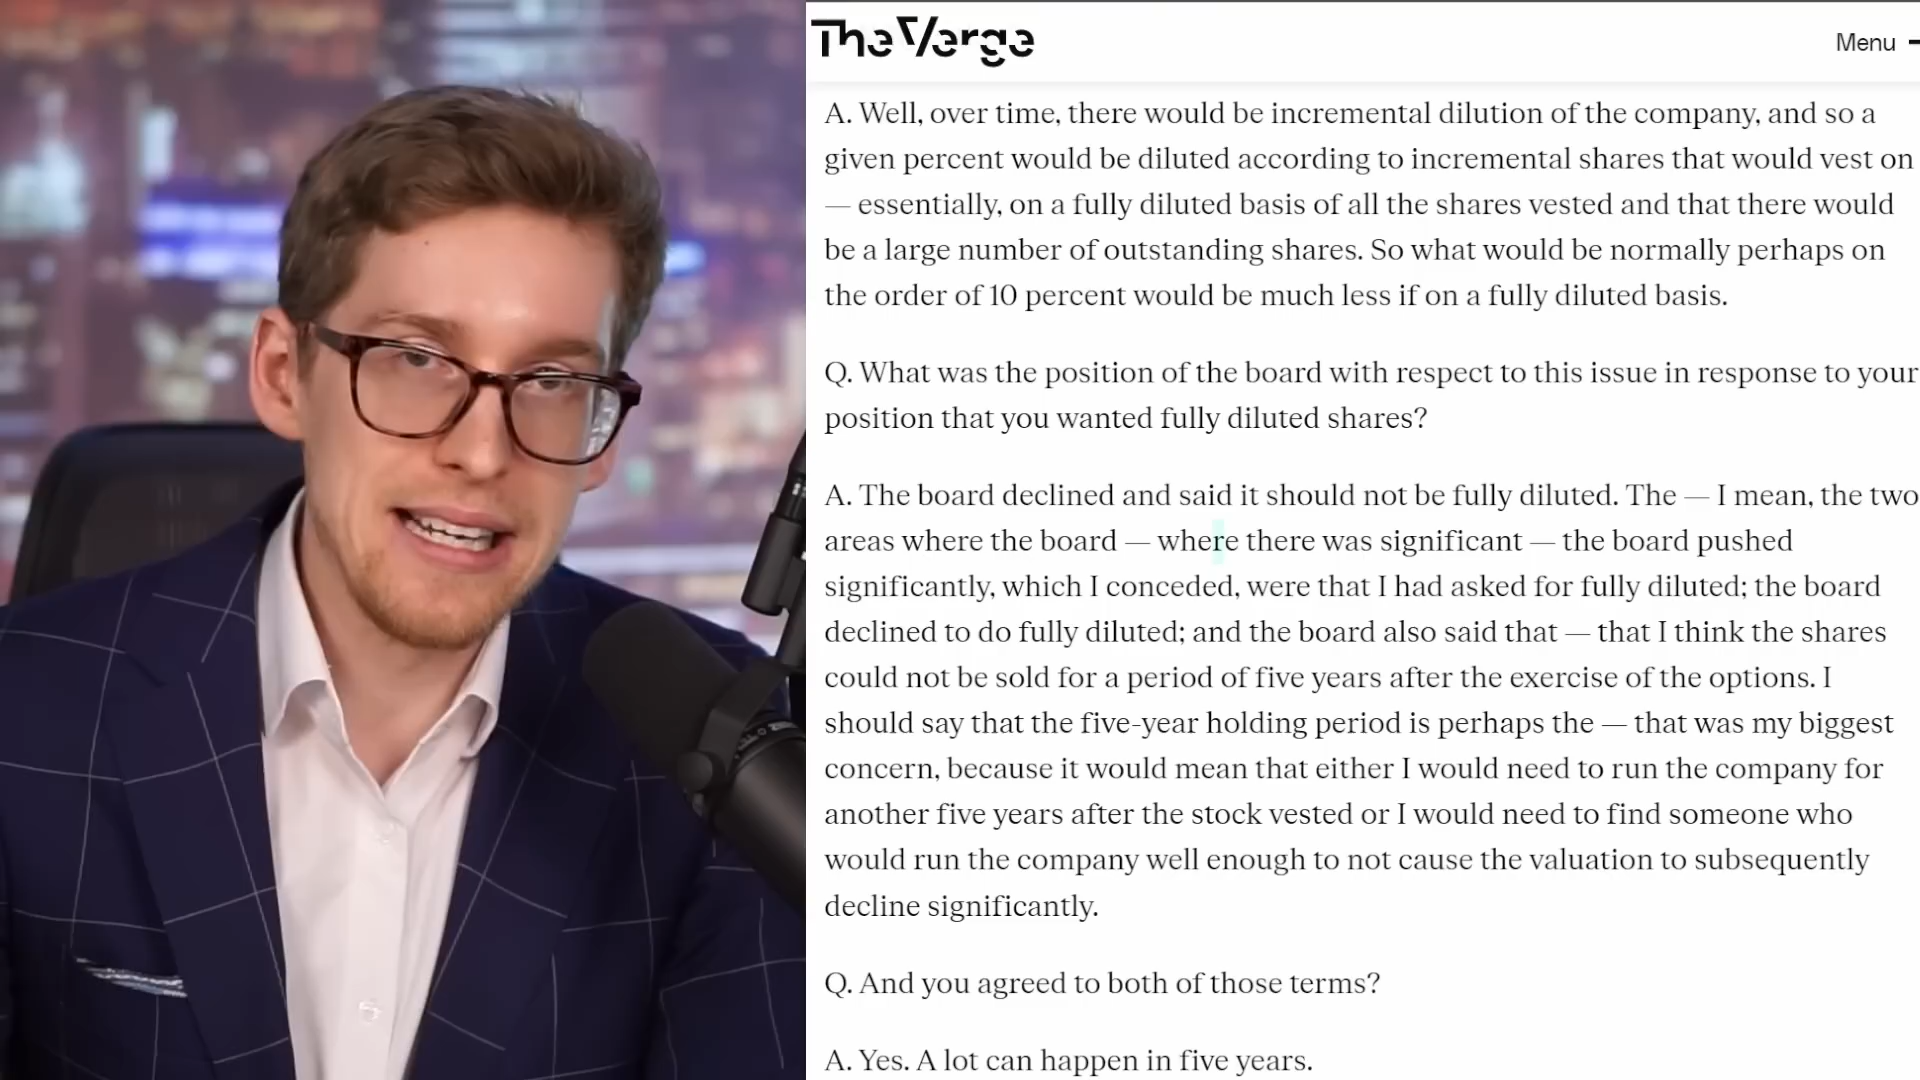 The Verge
Menu
A. Well, over time, there would be incremental dilution of the company, and so a
given percent would be diluted according to incremental shares that would vest on
— essentially, on a fully diluted basis of all the shares vested and that there would
be a large number of outstanding shares. So what would be normally perhaps on
the order of 10 percent would be much less if on a fully diluted basis.
Q. What was the position of the board with respect to this issue in response to your
position that you wanted fully diluted shares?
A. The board declined and said it should not be fully diluted. The — I mean, the two
areas where the board — where there was significant — the board pushed
significantly, which I conceded, were that I had asked for fully diluted; the board
declined to do fully diluted; and the board also said that — that I think the shares
could not be sold for a period of five years after the exercise of the options. I
should say that the five-year holding period is perhaps the — that was my biggest
concern, because it would mean that either I would need to run the company for
another five years after the stock vested or I would need to find someone who
would run the company well enough to not cause the valuation to subsequently
decline significantly.
Q. And you agreed to both of those terms?
A. Yes. A lot can happen in five years.